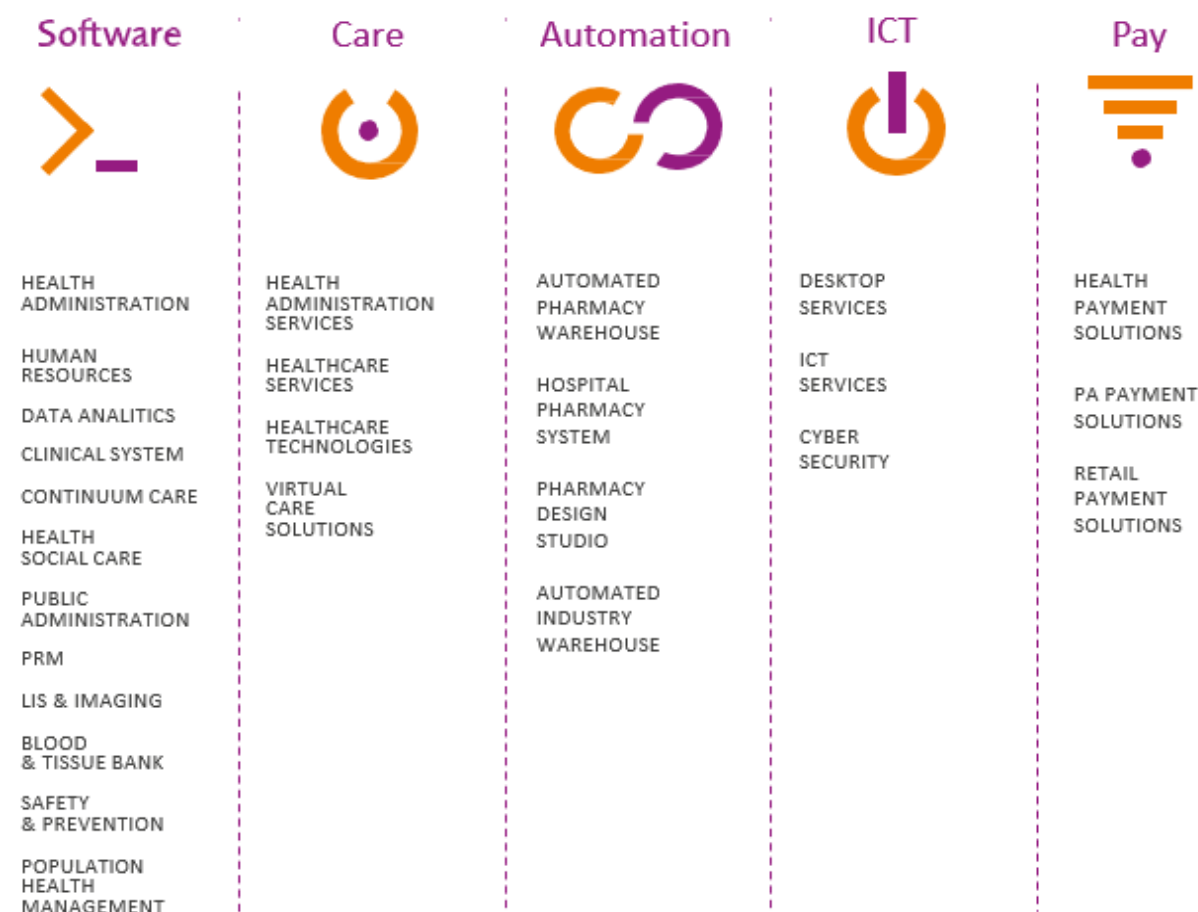 Software
HEALTH
ADMINISTRATION
HUMAN
RESOURCES
DATA ANALITICS
CLINICAL SYSTEM
CONTINUUM CARE
HEALTH
SOCIAL CARE
PUBLIC
ADMINISTRATION
PRM
LIS & IMAGING
BLOOD
& TISSUE BANK
SAFETY
& PREVENTION
POPULATION
HEALTH
MANAGEMENT
Care
HEALTH
ADMINISTRATION
SERVICES
HEALTHCARE
SERVICES
HEALTHCARE
TECHNOLOGIES
VIRTUAL
CARE
SOLUTIONS
Automation
AUTOMATED
PHARMACY
WAREHOUSE
HOSPITAL
PHARMACY
SYSTEM
PHARMACY
DESIGN
STUDIO
AUTOMATED
INDUSTRY
WAREHOUSE
ICT
DESKTOP
SERVICES
ICT
SERVICES
CYBER
SECURITY
Pay
HEALTH
PAYMENT
SOLUTIONS
PA PAYMENT
SOLUTIONS
RETAIL
PAYMENT
SOLUTIONS